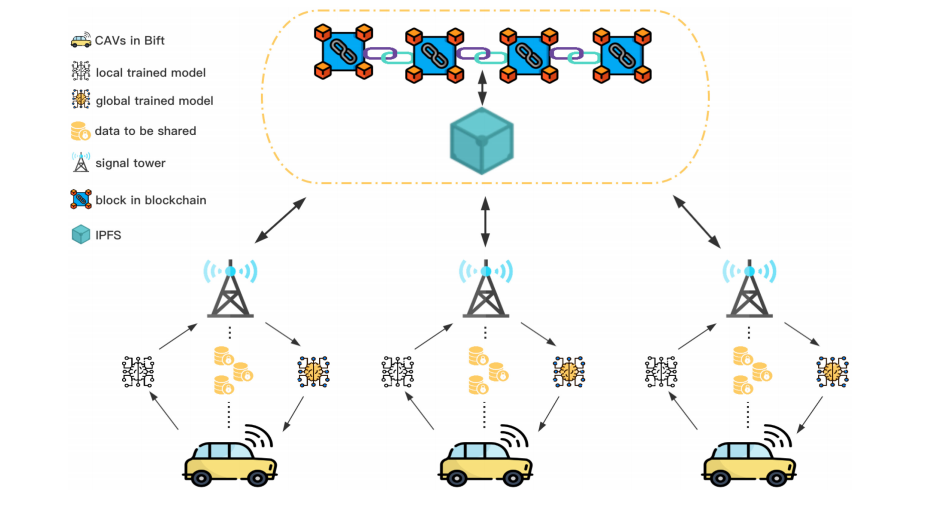 CAVs in Bift
local trained model
global trained model
data to be shared
signal tower
block in blockchain
IPFS